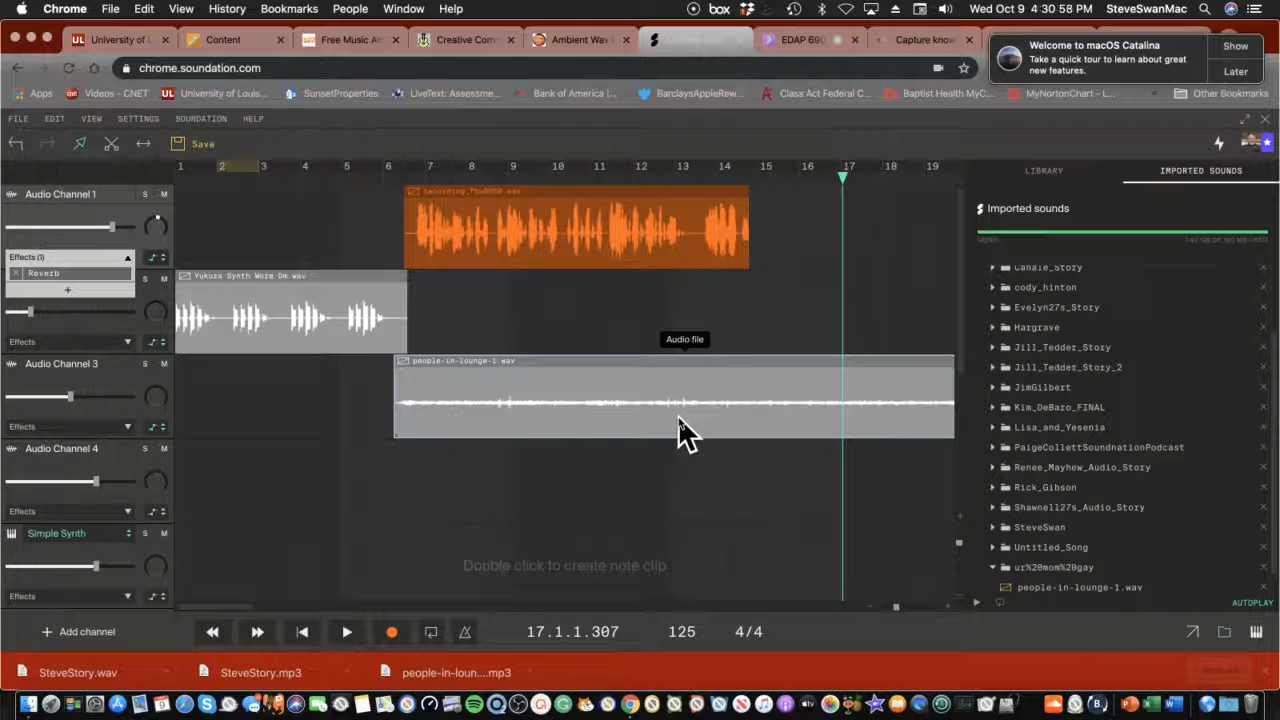 Chrome File Edit View History Bookmarks People Window Help box Wed Oct 9 4:30:58 PM SteveSwanMac
University of L Content Free Music Ar Creative Com Ambient Wav EDAP 690 Capture know
Welcome to macOS Catalina
Take a quick tour to learn about great
new features.
Show
Later
chrome.soundation.com
Apps Videos - CNET University of Louis... SunsetProperties LiveText: Assessme... Bank of America |... BarclaysAppleRew... Class Act Federal C... Baptist Health MyC... MyNortonChart - L... Other Bookmarks
FILE EDIT VIEW SETTINGS SOUNDATION HELP
Save
1 2 3 4 5 6 7 8 9 10 11 12 13 14 15 16 17 18 19
LIBRARY IMPORTED SOUNDS
Audio Channel 1 S M
Imported sounds
Effects (1)
Reverb
+
S M
Yukuza Synth Worm Dm.wav
Effects
Audio file
Audio Channel 3 S M
people-in-lounge-1.wav
Effects
Audio Channel 4 S M
Effects
Simple Synth S M
Effects
Double click to create note clip
Canale_Story
cody_hinton
Evelyn27s_Story
Hargrave
Jill_Tedder_Story
Jill_Tedder_Story_2
JimGilbert
Kim_DeBaro_FINAL
Lisa_and_Yesenia
PaigeCollettSoundnationPodcast
Renee_Mayhew_Audio_Story
Rick_Gibson
Shawnell27s_Audio_Story
SteveSwan
Untitled_Song
ur%20mom%20gay
people-in-lounge-1.wav
AUTOPLAY
+ Add channel 17.1.1.307 125 4/4
SteveStory.wav SteveStory.mp3 people-in-loun....mp3